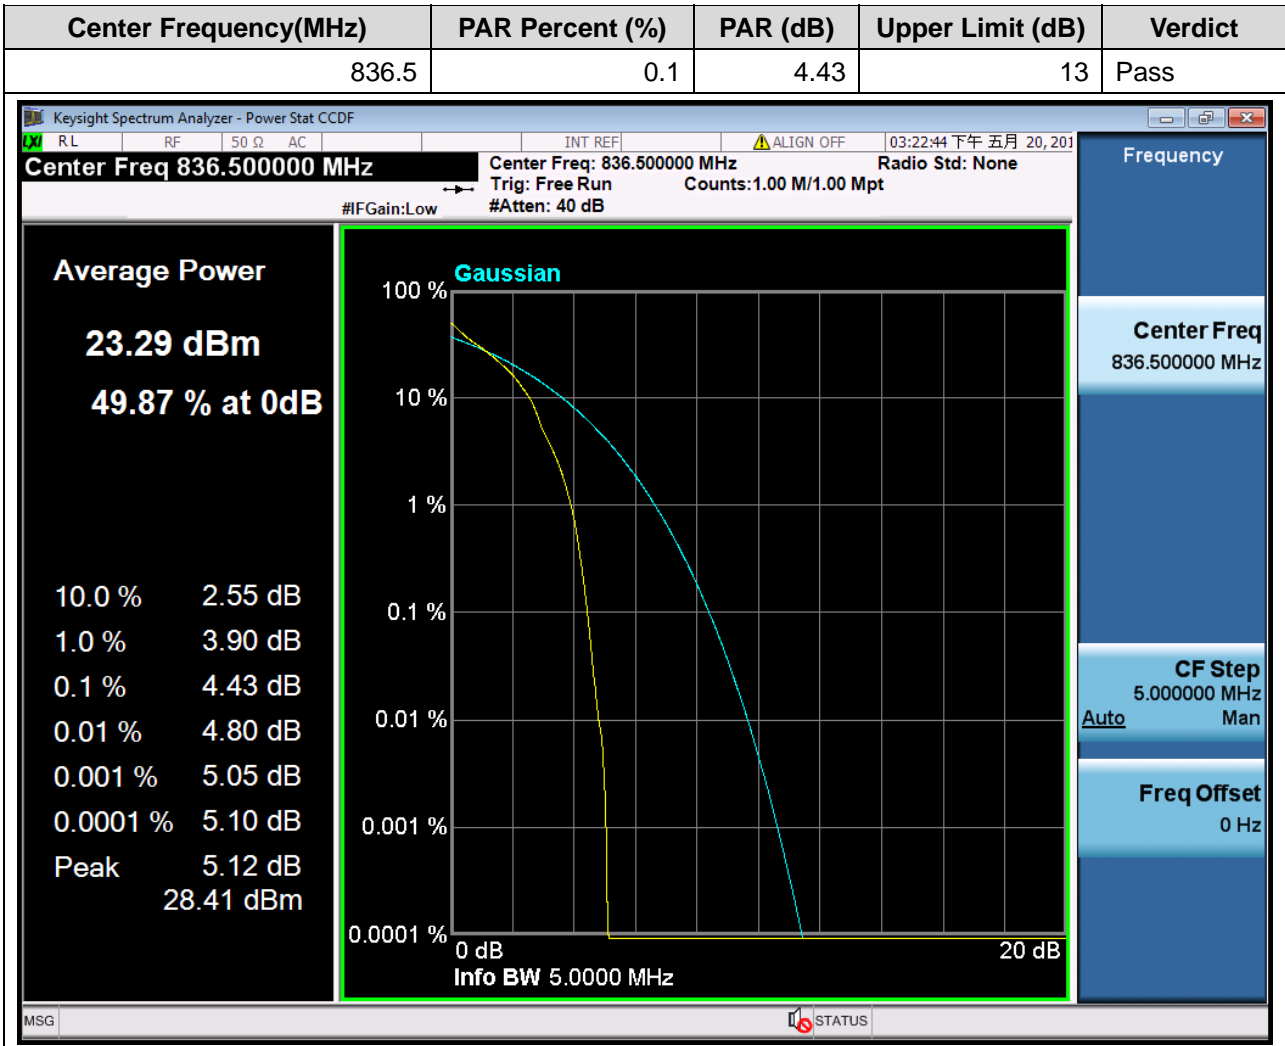 Center Frequency(MHz) PAR Percent (%) PAR (dB) Upper Limit (dB) Verdict
836.5 0.1 4.43 13 Pass
Keysight Spectrum Analyzer - Power Stat CCDF
LXI RL RF 50 Ω AC INT REF ALIGN OFF 03:22:44 下午 五月 20, 201
Center Freq 836.500000 MHz
Center Freq: 836.500000 MHz Radio Std: None
Trig: Free Run Counts:1.00 M/1.00 Mpt
#IFGain:Low #Atten: 40 dB
Average Power
23.29 dBm
49.87 % at 0dB
10.0 % 2.55 dB
1.0 % 3.90 dB
0.1 % 4.43 dB
0.01 % 4.80 dB
0.001 % 5.05 dB
0.0001 % 5.10 dB
Peak 5.12 dB
28.41 dBm
Gaussian
100 %
10 %
1 %
0.1 %
0.01 %
0.001 %
0.0001 %
0 dB 20 dB
Info BW 5.0000 MHz
Frequency
Center Freq
836.500000 MHz
CF Step
5.000000 MHz
Auto Man
Freq Offset
0 Hz
MSG STATUS